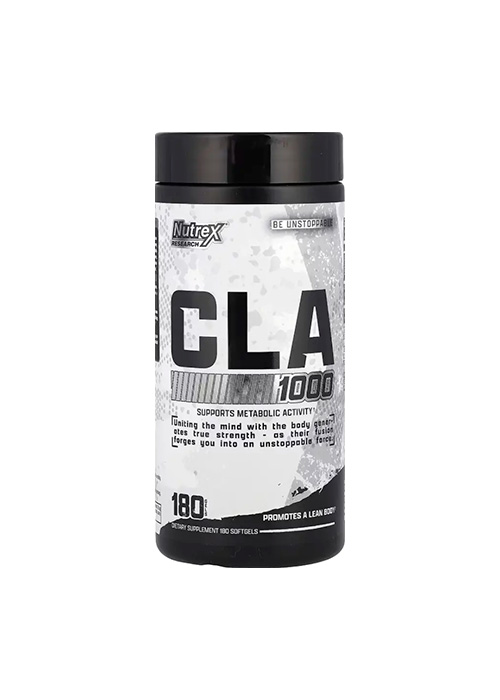 Nutrex
RESEARCH
BE UNSTOPPABLE
CLA
1000
SUPPORTS METABOLIC ACTIVITY†
Uniting the mind with the body gener-
ates true strength - as their fusion
forges you into an unstoppable force.
180
PROMOTES A LEAN BODY†
DIETARY SUPPLEMENT 180 SOFTGELS